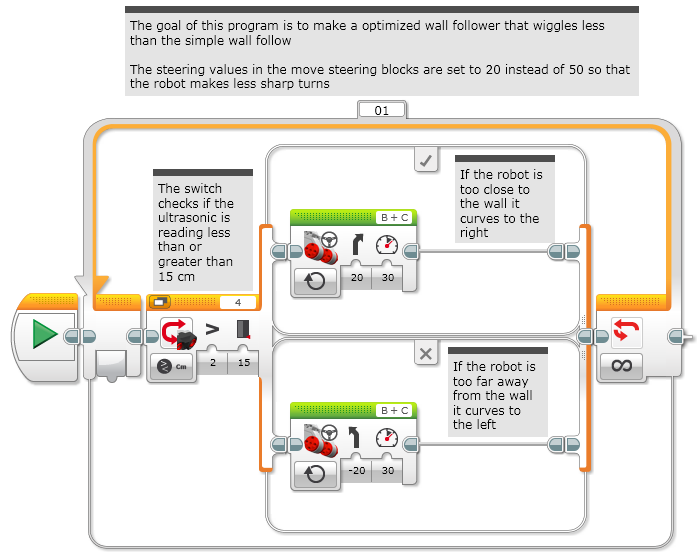 The goal of this program is to make a optimized wall follower that wiggles less
than the simple wall follow
The steering values in the move steering blocks are set to 20 instead of 50 so that
the robot makes less sharp turns
01
The switch
checks if the
ultrasonic is
reading less
than or
greater than
15 cm
If the robot is
too close to
the wall it
curves to the
right
B + C
20 30
4
>
Cm
2 15
If the robot is
too far away
from the wall
it curves to
the left
B + C
-20 30